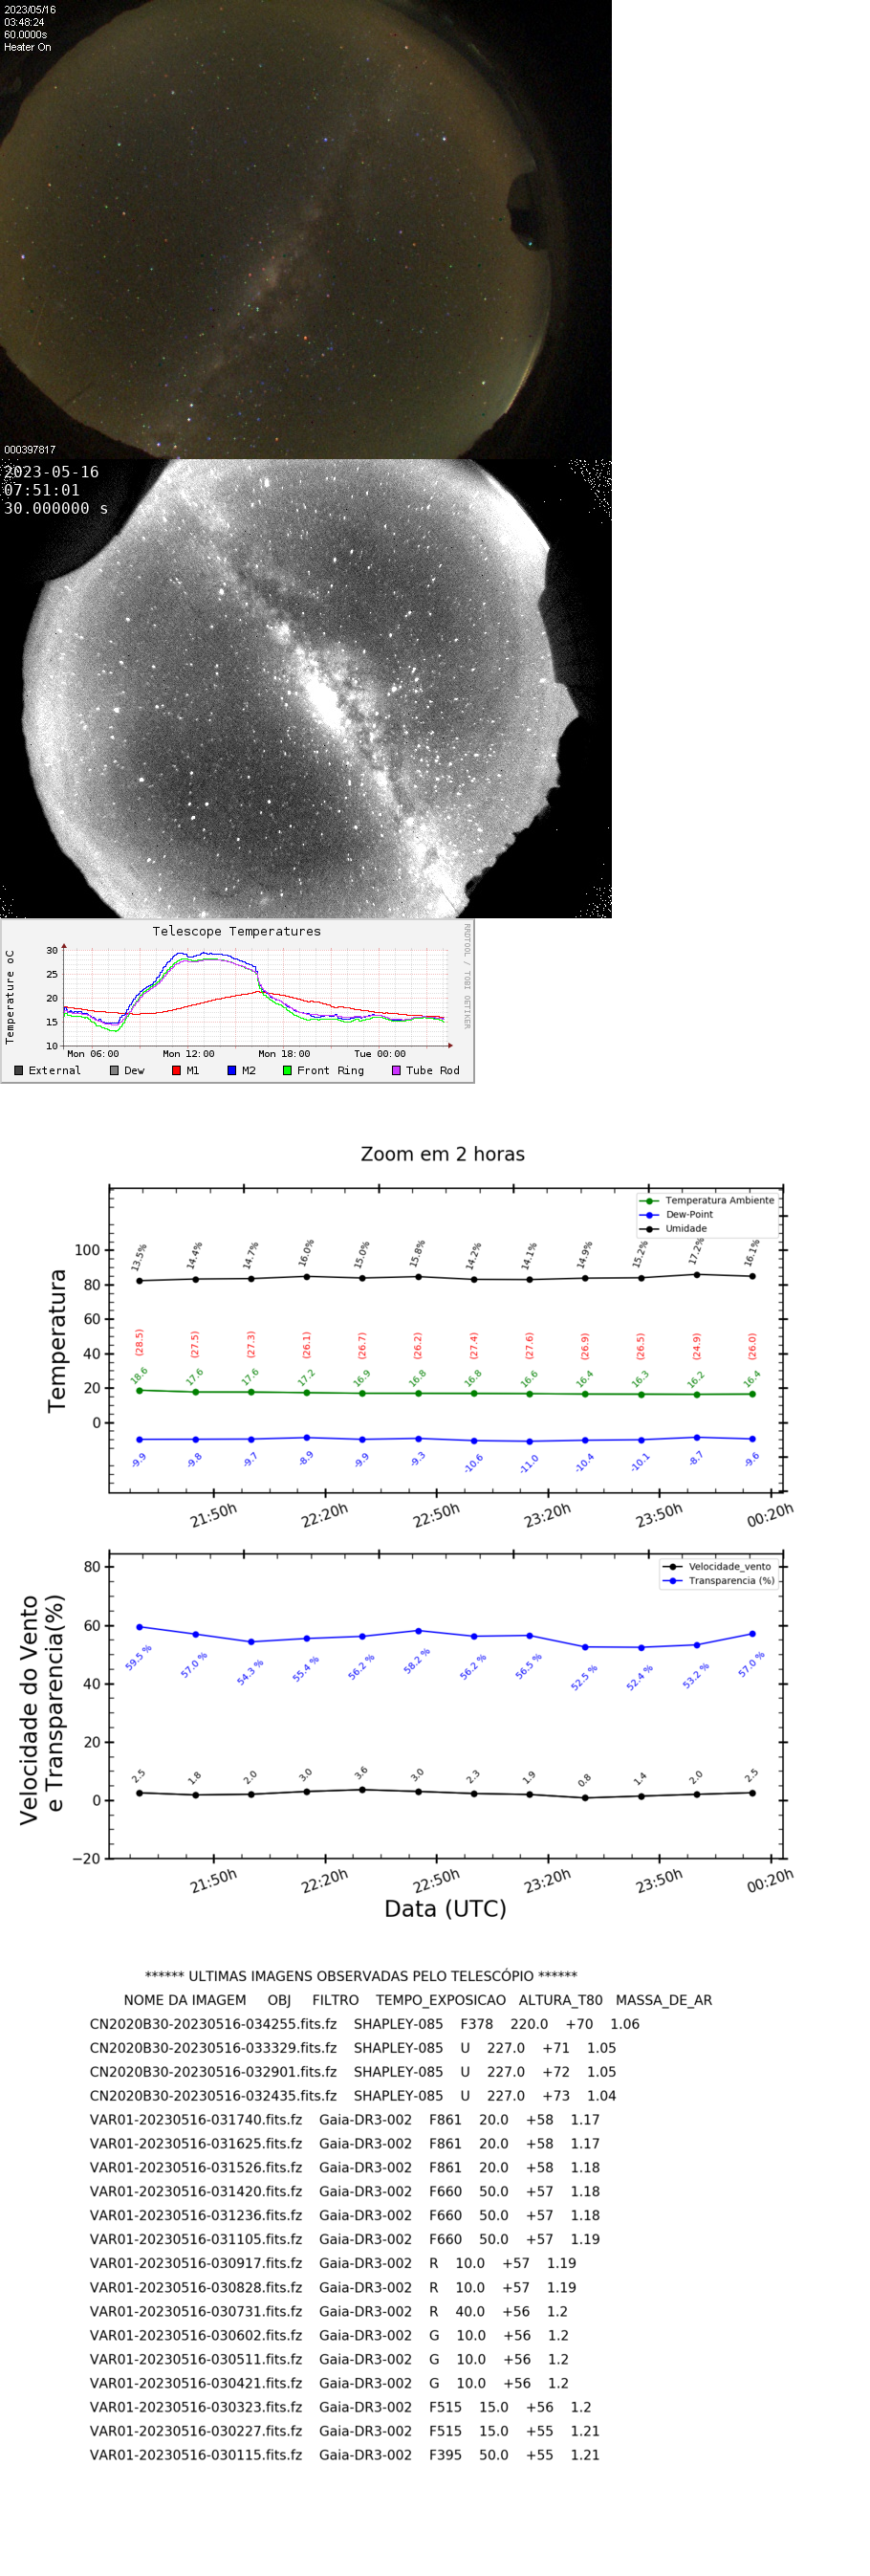 2023/05/16
03:48:24
60.0000s
Heater On
000397817
2023-05-16
07:51:01
30.000000 s
Telescope Temperatures
RRDTOOL / TOBI OETIKER
Temperature oC
30
25
20
15
10
Mon 06:00 Mon 12:00 Mon 18:00 Tue 00:00
External Dew M1 M2 Front Ring Tube Rod
Zoom em 2 horas
Temperatura Ambiente
Dew-Point
Umidade
Temperatura
100
80
60
40
20
0
13.5% 14.4% 14.7% 16.0% 15.0% 15.8% 14.2% 14.1% 14.9% 15.2% 17.2% 16.1%
(28.5) (27.5) (27.3) (26.1) (26.7) (26.2) (27.4) (27.6) (26.9) (26.5) (24.9) (26.0)
18.6 17.6 17.6 17.2 16.9 16.8 16.8 16.6 16.4 16.3 16.2 16.4
-9.9 -9.8 -9.7 -8.9 -9.9 -9.3 -10.6 -11.0 -10.4 -10.1 -8.7 -9.6
21:50h 22:20h 22:50h 23:20h 23:50h 00:20h
Velocidade_vento
Transparencia (%)
Velocidade do Vento
e Transparencia(%)
80
60
40
20
0
−20
59.5 % 57.0 % 54.3 % 55.4 % 56.2 % 58.2 % 56.2 % 56.5 % 52.5 % 52.4 % 53.2 % 57.0 %
2.5 1.8 2.0 3.0 3.6 3.0 2.3 1.9 0.8 1.4 2.0 2.5
21:50h 22:20h 22:50h 23:20h 23:50h 00:20h
Data (UTC)
****** ULTIMAS IMAGENS OBSERVADAS PELO TELESCÓPIO ******
NOME DA IMAGEM OBJ FILTRO TEMPO_EXPOSICAO ALTURA_T80 MASSA_DE_AR
CN2020B30-20230516-034255.fits.fz SHAPLEY-085 F378 220.0 +70 1.06
CN2020B30-20230516-033329.fits.fz SHAPLEY-085 U 227.0 +71 1.05
CN2020B30-20230516-032901.fits.fz SHAPLEY-085 U 227.0 +72 1.05
CN2020B30-20230516-032435.fits.fz SHAPLEY-085 U 227.0 +73 1.04
VAR01-20230516-031740.fits.fz Gaia-DR3-002 F861 20.0 +58 1.17
VAR01-20230516-031625.fits.fz Gaia-DR3-002 F861 20.0 +58 1.17
VAR01-20230516-031526.fits.fz Gaia-DR3-002 F861 20.0 +58 1.18
VAR01-20230516-031420.fits.fz Gaia-DR3-002 F660 50.0 +57 1.18
VAR01-20230516-031236.fits.fz Gaia-DR3-002 F660 50.0 +57 1.18
VAR01-20230516-031105.fits.fz Gaia-DR3-002 F660 50.0 +57 1.19
VAR01-20230516-030917.fits.fz Gaia-DR3-002 R 10.0 +57 1.19
VAR01-20230516-030828.fits.fz Gaia-DR3-002 R 10.0 +57 1.19
VAR01-20230516-030731.fits.fz Gaia-DR3-002 R 40.0 +56 1.2
VAR01-20230516-030602.fits.fz Gaia-DR3-002 G 10.0 +56 1.2
VAR01-20230516-030511.fits.fz Gaia-DR3-002 G 10.0 +56 1.2
VAR01-20230516-030421.fits.fz Gaia-DR3-002 G 10.0 +56 1.2
VAR01-20230516-030323.fits.fz Gaia-DR3-002 F515 15.0 +56 1.2
VAR01-20230516-030227.fits.fz Gaia-DR3-002 F515 15.0 +55 1.21
VAR01-20230516-030115.fits.fz Gaia-DR3-002 F395 50.0 +55 1.21